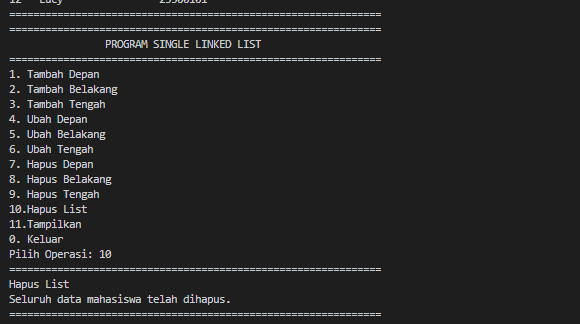 12 Lucy 23300101
==============================================================
==============================================================
PROGRAM SINGLE LINKED LIST
==============================================================
1. Tambah Depan
2. Tambah Belakang
3. Tambah Tengah
4. Ubah Depan
5. Ubah Belakang
6. Ubah Tengah
7. Hapus Depan
8. Hapus Belakang
9. Hapus Tengah
10.Hapus List
11.Tampilkan
0. Keluar
Pilih Operasi: 10
==============================================================
Hapus List
Seluruh data mahasiswa telah dihapus.
==============================================================